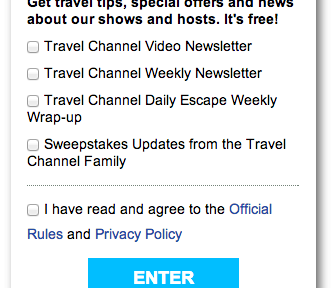 Get travel tips, special offers and news
about our shows and hosts. It's free!
Travel Channel Video Newsletter
Travel Channel Weekly Newsletter
Travel Channel Daily Escape Weekly
Wrap-up
Sweepstakes Updates from the Travel
Channel Family
I have read and agree to the Official
Rules and Privacy Policy
ENTER